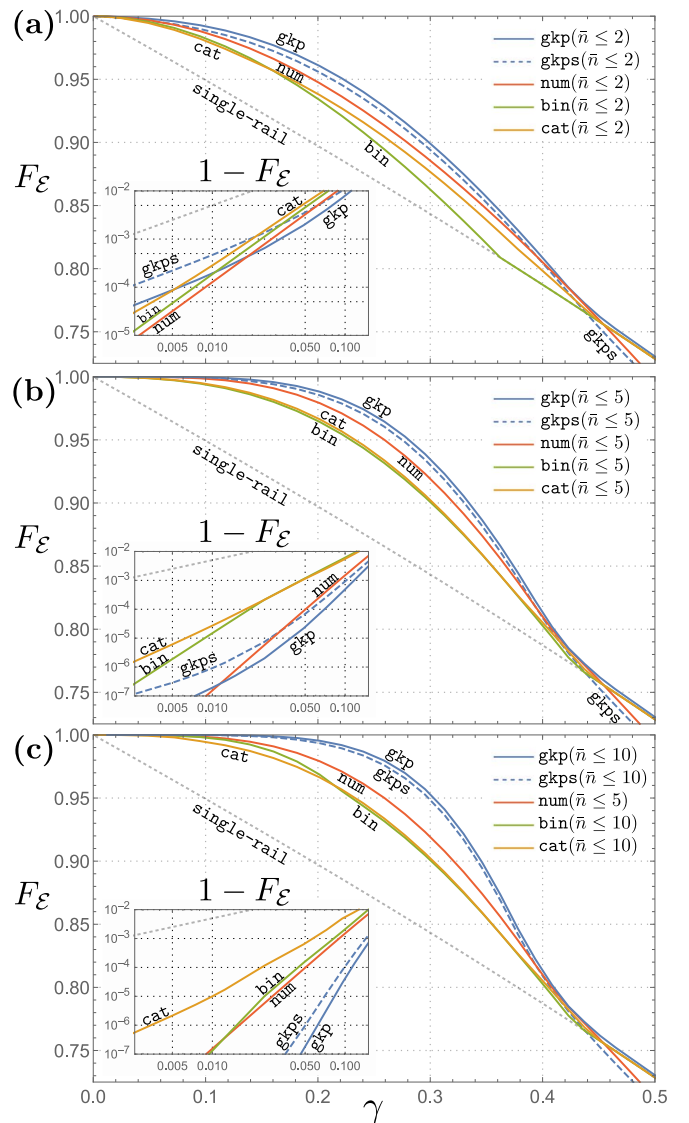 (a)
cat
gkp
num
single-rail
bin
gkp(n̄ ≤ 2)
gkps(n̄ ≤ 2)
num(n̄ ≤ 2)
bin(n̄ ≤ 2)
cat(n̄ ≤ 2)
1.00
0.95
0.90
0.85
0.80
0.75
F_ℰ
1 − F_ℰ
10⁻²
10⁻³
10⁻⁴
10⁻⁵
0.005 0.010 0.050 0.100
cat
gkp
gkps
bin
num
gkps
(b)
gkp
cat
bin
num
single-rail
gkp(n̄ ≤ 5)
gkps(n̄ ≤ 5)
num(n̄ ≤ 5)
bin(n̄ ≤ 5)
cat(n̄ ≤ 5)
1.00
0.95
0.90
0.85
0.80
0.75
F_ℰ
1 − F_ℰ
10⁻²
10⁻³
10⁻⁴
10⁻⁵
10⁻⁶
10⁻⁷
0.005 0.010 0.050 0.100
num
cat
bin
gkps
gkp
gkps
(c)
cat
gkp
gkps
num
bin
single-rail
gkp(n̄ ≤ 10)
gkps(n̄ ≤ 10)
num(n̄ ≤ 5)
bin(n̄ ≤ 10)
cat(n̄ ≤ 10)
1.00
0.95
0.90
0.85
0.80
0.75
F_ℰ
1 − F_ℰ
10⁻²
10⁻³
10⁻⁴
10⁻⁵
10⁻⁶
10⁻⁷
0.005 0.010 0.050 0.100
cat
bin
num
gkps
gkp
0.0 0.1 0.2 0.3 0.4 0.5
γ